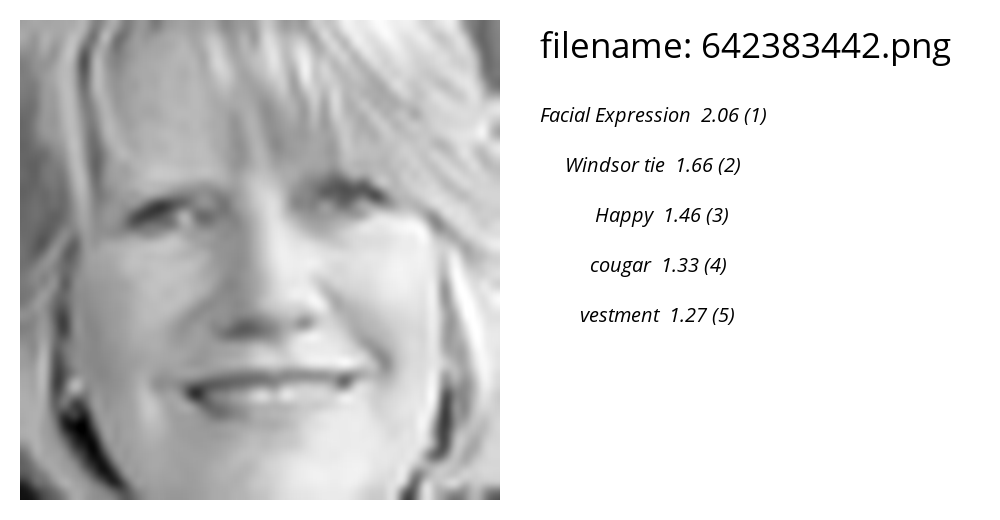 filename: 642383442.png
Facial Expression 2.06 (1)
Windsor tie 1.66 (2)
Happy 1.46 (3)
cougar 1.33 (4)
vestment 1.27 (5)